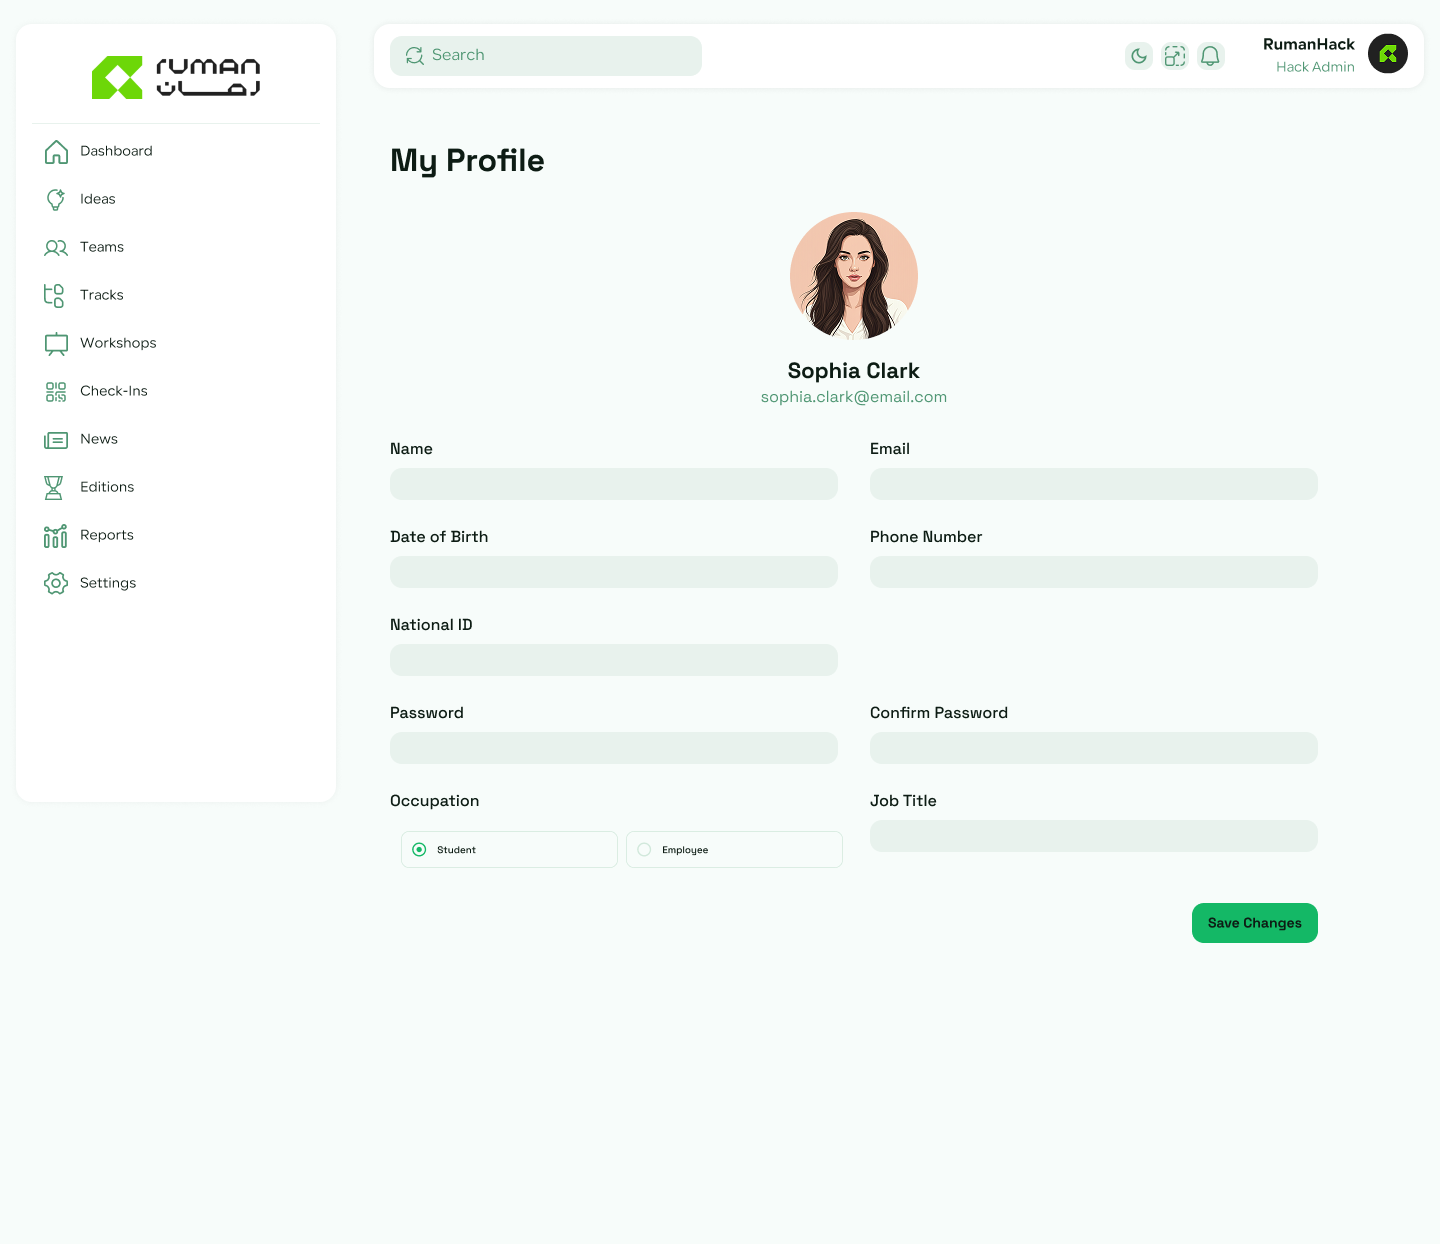 ruman
رمان
Dashboard
Ideas
Teams
Tracks
Workshops
Check-Ins
News
Editions
Reports
Settings
Search
RumanHack
Hack Admin
My Profile
Sophia Clark
sophia.clark@email.com
Name
Email
Date of Birth
Phone Number
National ID
Password
Confirm Password
Occupation
Job Title
Student
Employee
Save Changes